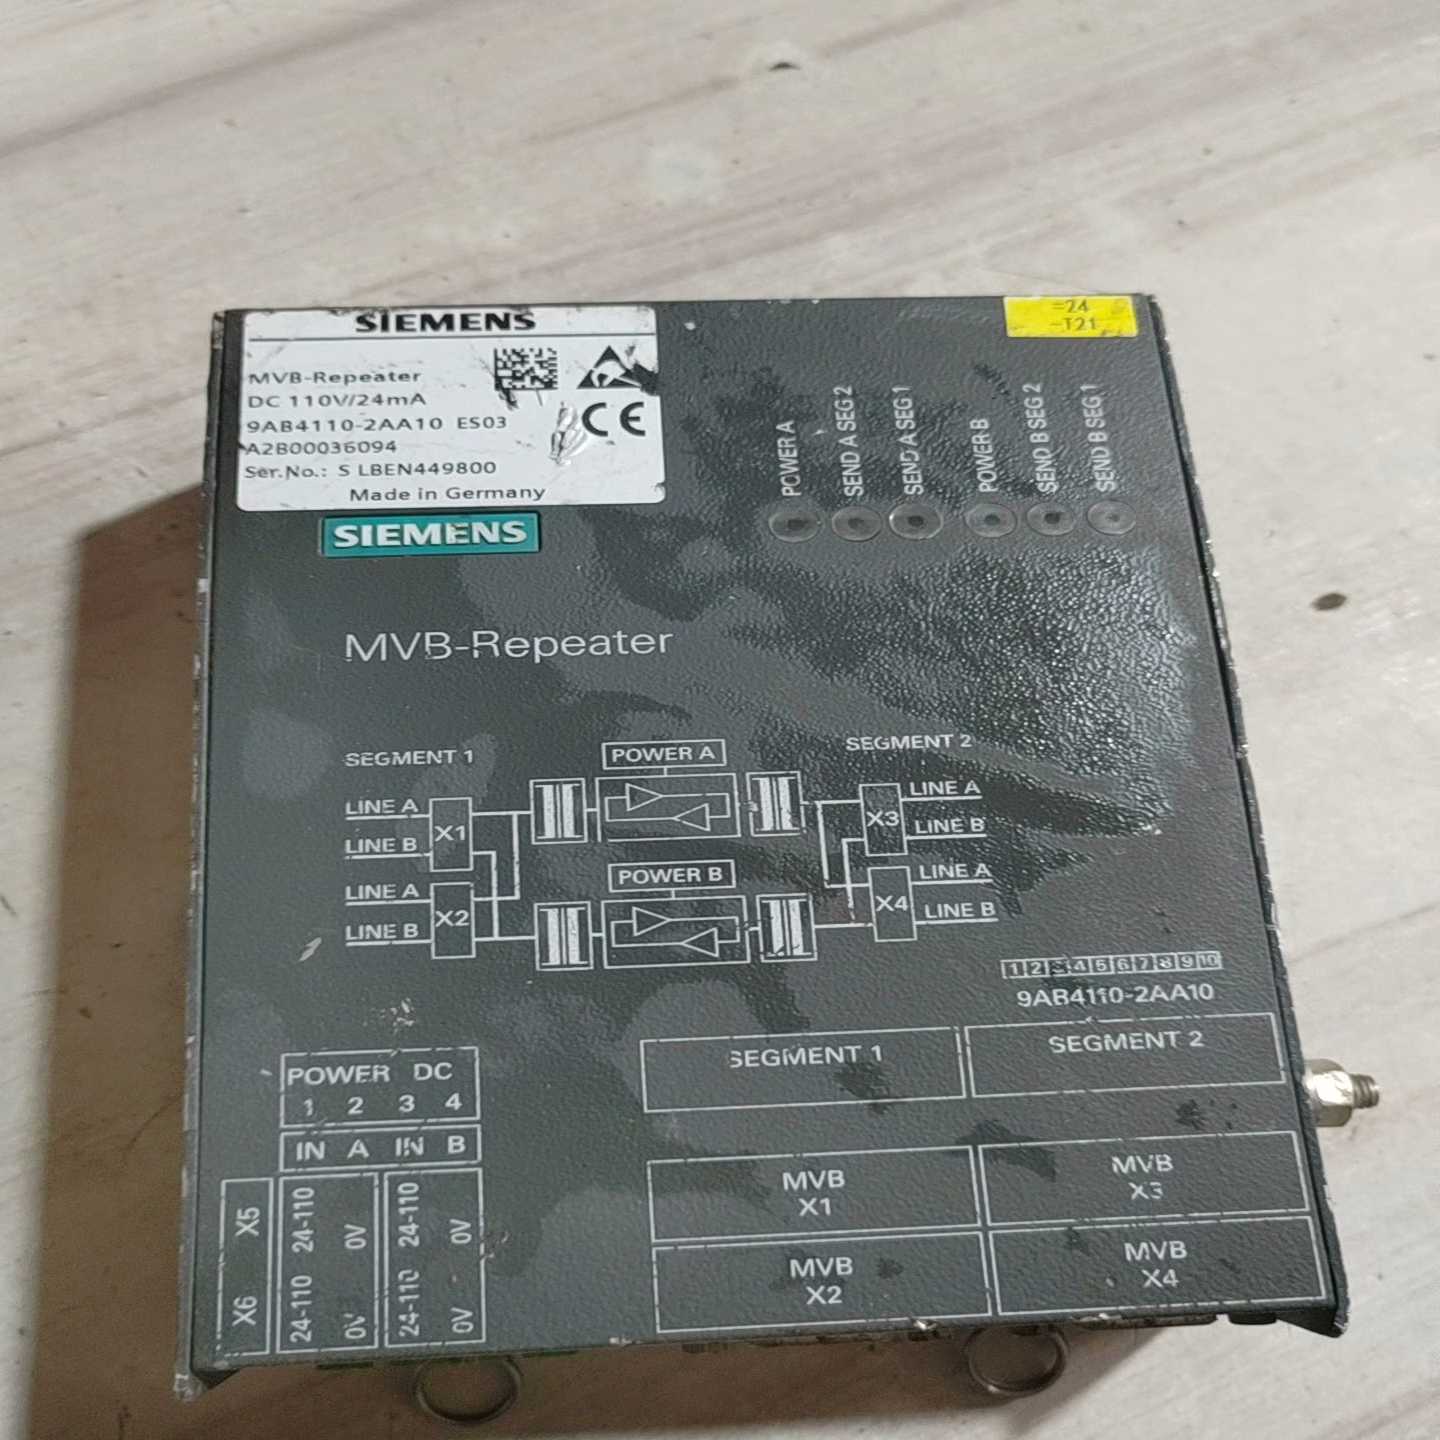 SIEMENS
MVB-Repeater
DC 110V/24mA
9AB4110-2AA10 ES03
A2B00036094
Ser.No.: S LBEN449800
Made in Germany
=24
-T21
POWER A
SEND A SEG 2
SEND A SEG 1
POWER B
SEND B SEG 2
SEND B SEG 1
SIEMENS
MVB-Repeater
SEGMENT 1
POWER A
SEGMENT 2
LINE A
LINE B
X1
LINE A
LINE B
X2
POWER B
X3
LINE A
LINE B
X4
LINE A
LINE B
1 2 3 4 5 6 7 8 9 10
9AB4110-2AA10
POWER DC
1 2 3 4
IN A IN B
X5 24-110 0V 24-110 0V
X6 24-110 0V 24-110 0V
SEGMENT 1
SEGMENT 2
MVB
X1
MVB
X3
MVB
X2
MVB
X4